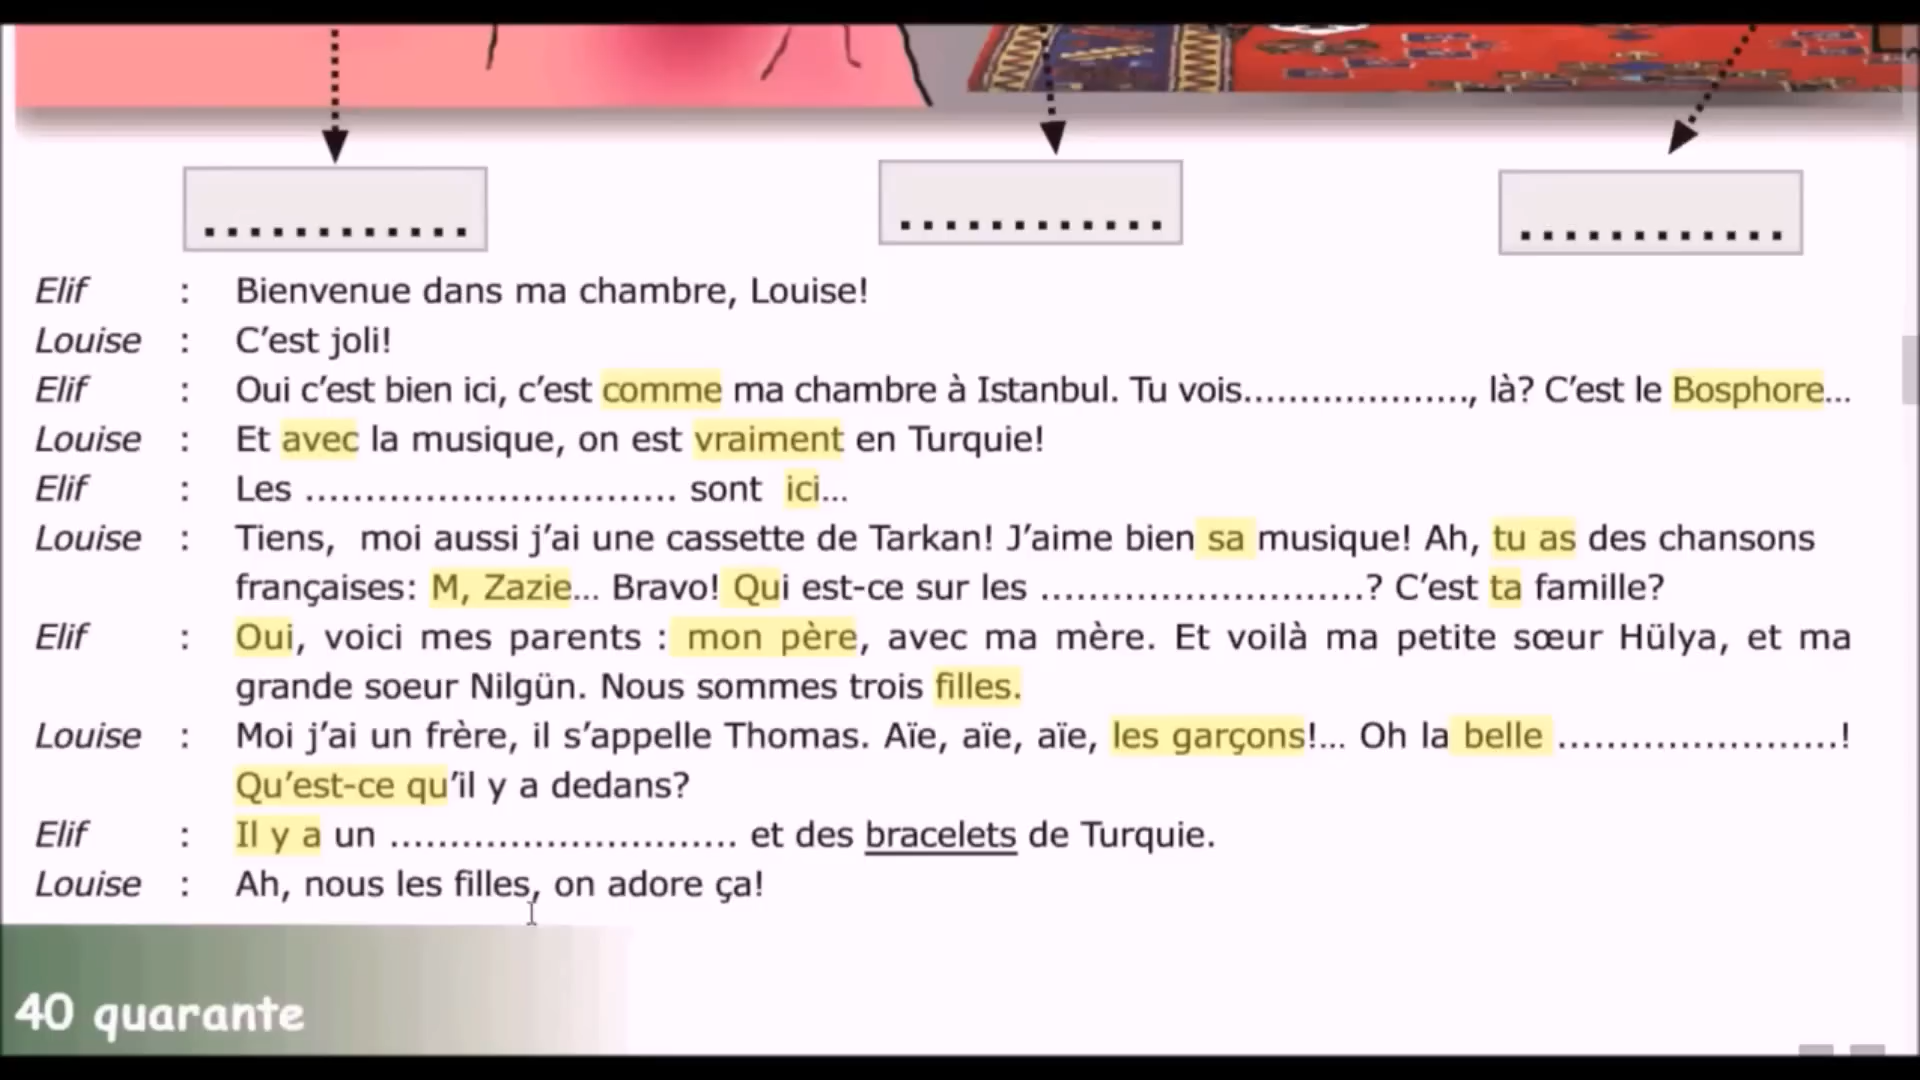 ............
............
............
Elif : Bienvenue dans ma chambre, Louise!
Louise : C’est joli!
Elif : Oui c’est bien ici, c’est comme ma chambre à Istanbul. Tu vois..................., là? C’est le Bosphore...
Louise : Et avec la musique, on est vraiment en Turquie!
Elif : Les ................................ sont ici...
Louise : Tiens, moi aussi j’ai une cassette de Tarkan! J’aime bien sa musique! Ah, tu as des chansons
françaises: M, Zazie... Bravo! Qui est-ce sur les ...........................? C’est ta famille?
Elif : Oui, voici mes parents : mon père, avec ma mère. Et voilà ma petite sœur Hülya, et ma
grande soeur Nilgün. Nous sommes trois filles.
Louise : Moi j’ai un frère, il s’appelle Thomas. Aïe, aïe, aïe, les garçons!... Oh la belle ........................!
Qu’est-ce qu’il y a dedans?
Elif : Il y a un .............................. et des bracelets de Turquie.
Louise : Ah, nous les filles, on adore ça!
40 quarante